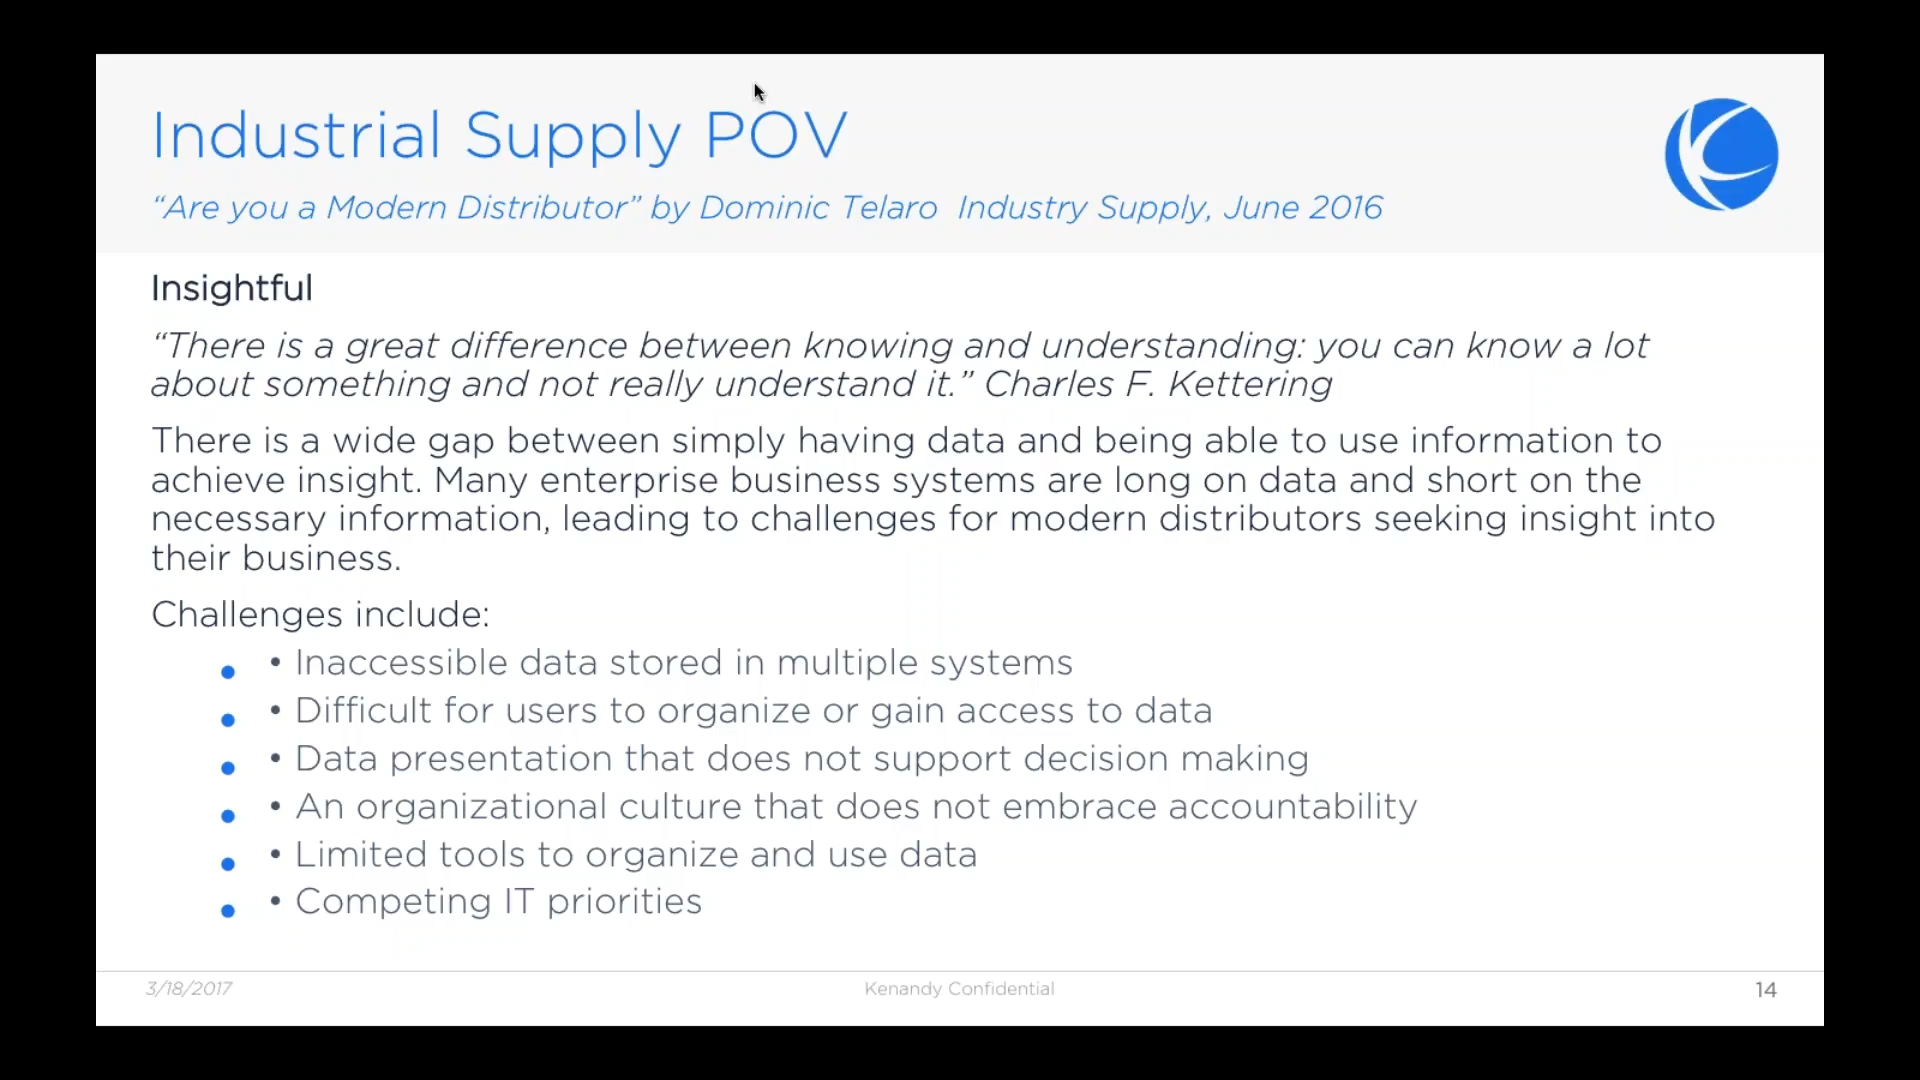 Industrial Supply POV
“Are you a Modern Distributor” by Dominic Telaro  Industry Supply, June 2016
Insightful
“There is a great difference between knowing and understanding: you can know a lot
about something and not really understand it.” Charles F. Kettering
There is a wide gap between simply having data and being able to use information to
achieve insight. Many enterprise business systems are long on data and short on the
necessary information, leading to challenges for modern distributors seeking insight into
their business.
Challenges include:
• • Inaccessible data stored in multiple systems
• • Difficult for users to organize or gain access to data
• • Data presentation that does not support decision making
• • An organizational culture that does not embrace accountability
• • Limited tools to organize and use data
• • Competing IT priorities
3/18/2017
Kenandy Confidential
14